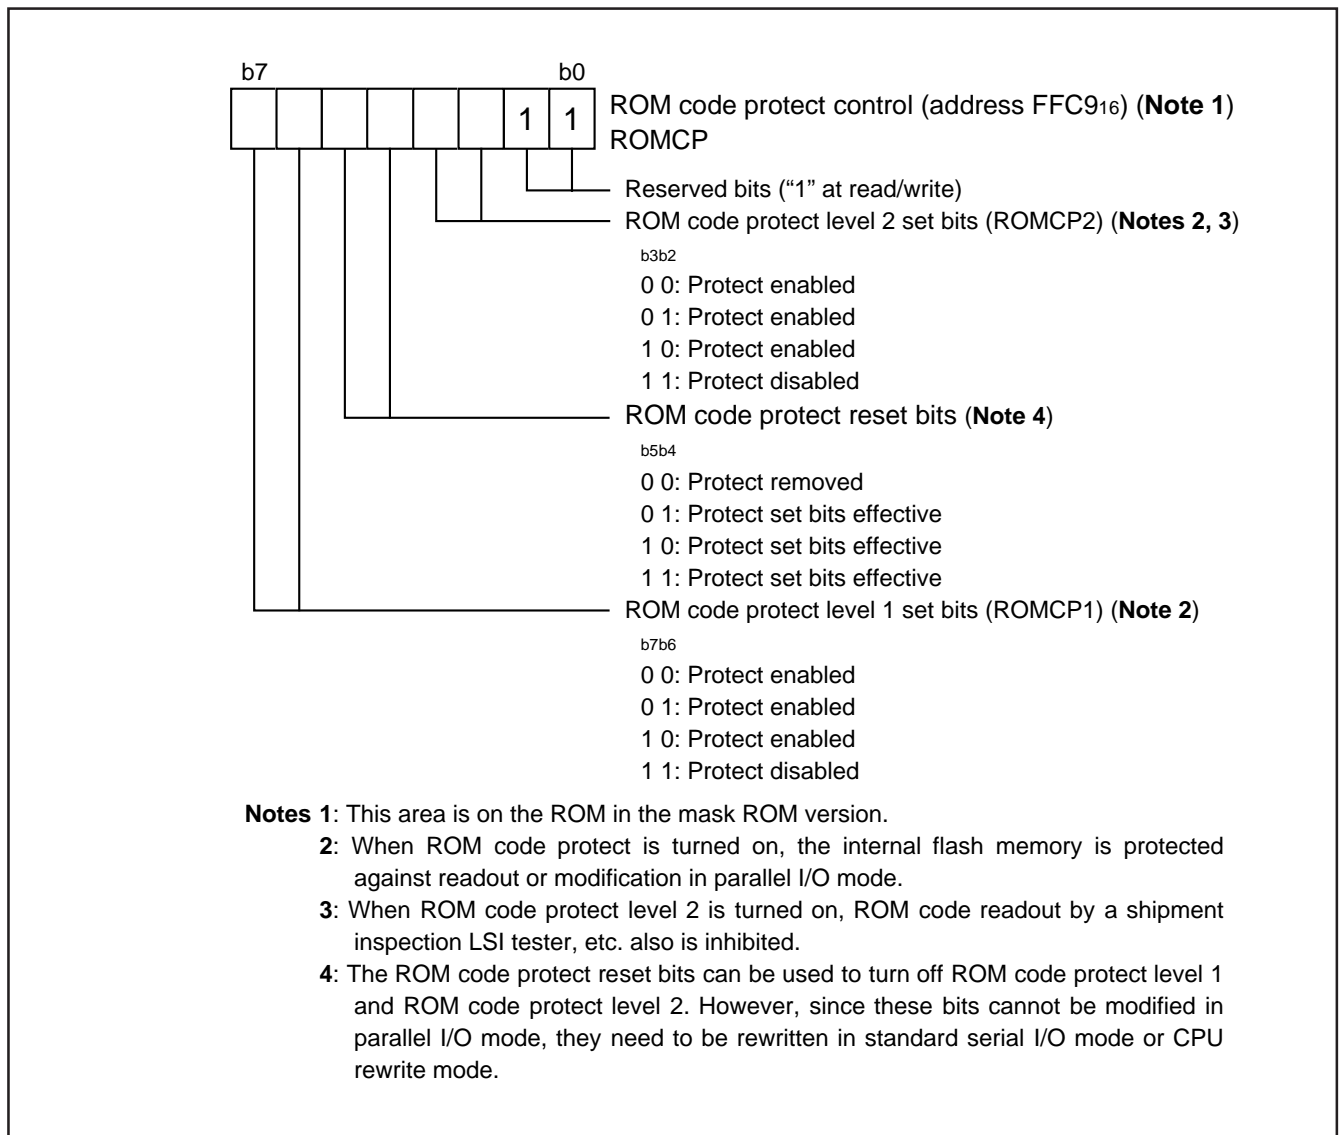 b7 b0
1 1
ROM code protect control (address FFC916) (Note 1)
ROMCP
Reserved bits (“1” at read/write)
ROM code protect level 2 set bits (ROMCP2) (Notes 2, 3)
b3b2
0 0: Protect enabled
0 1: Protect enabled
1 0: Protect enabled
1 1: Protect disabled
ROM code protect reset bits (Note 4)
b5b4
0 0: Protect removed
0 1: Protect set bits effective
1 0: Protect set bits effective
1 1: Protect set bits effective
ROM code protect level 1 set bits (ROMCP1) (Note 2)
b7b6
0 0: Protect enabled
0 1: Protect enabled
1 0: Protect enabled
1 1: Protect disabled
Notes 1: This area is on the ROM in the mask ROM version.
2: When ROM code protect is turned on, the internal flash memory is protected
against readout or modification in parallel I/O mode.
3: When ROM code protect level 2 is turned on, ROM code readout by a shipment
inspection LSI tester, etc. also is inhibited.
4: The ROM code protect reset bits can be used to turn off ROM code protect level 1
and ROM code protect level 2. However, since these bits cannot be modified in
parallel I/O mode, they need to be rewritten in standard serial I/O mode or CPU
rewrite mode.